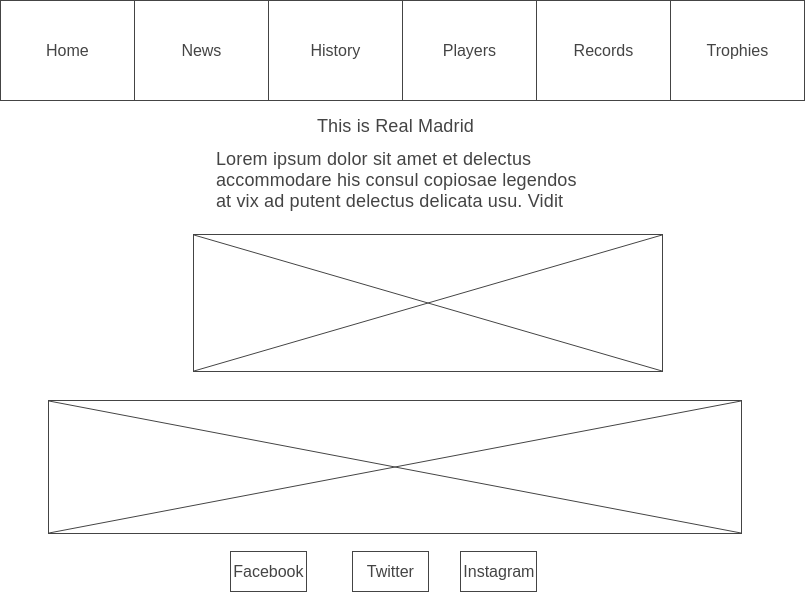 Home News History Players Records Trophies
This is Real Madrid
Lorem ipsum dolor sit amet et delectus
accommodare his consul copiosae legendos
at vix ad putent delectus delicata usu. Vidit
Facebook Twitter Instagram